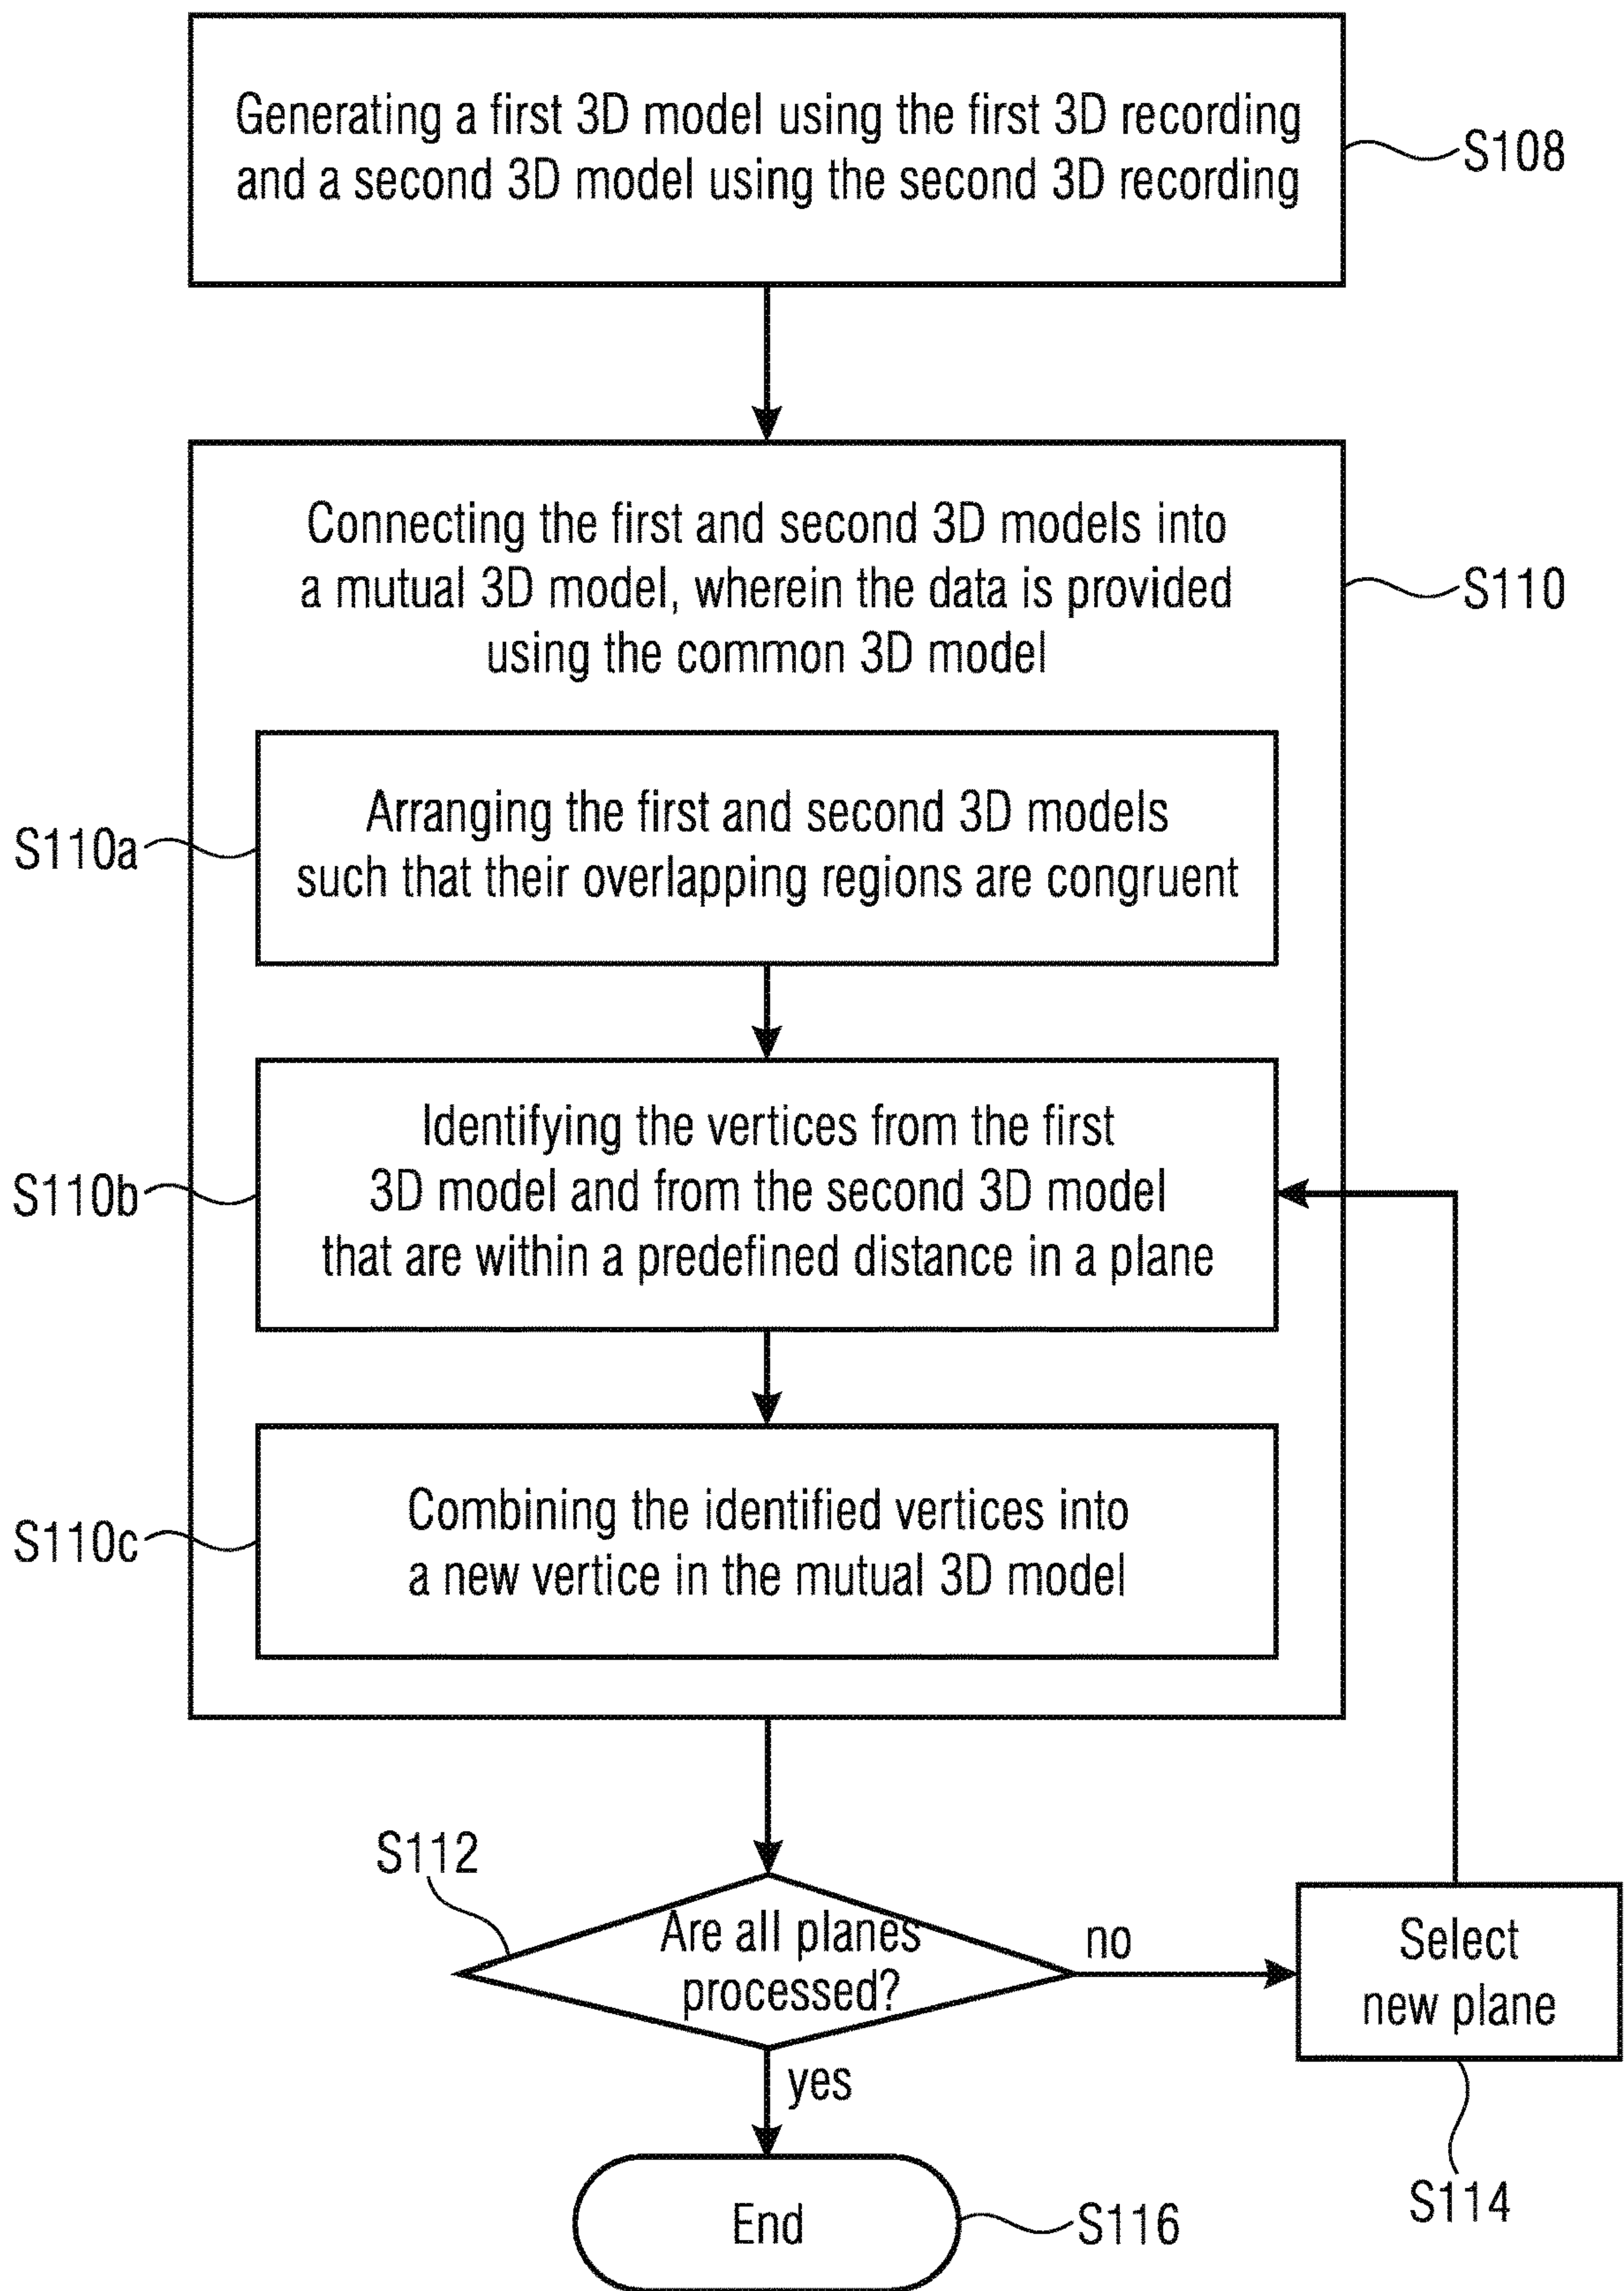 Generating a first 3D model using the first 3D recording
and a second 3D model using the second 3D recording
S108
Connecting the first and second 3D models into
a mutual 3D model, wherein the data is provided
using the common 3D model
S110
Arranging the first and second 3D models
such that their overlapping regions are congruent
S110a
Identifying the vertices from the first
3D model and from the second 3D model
that are within a predefined distance in a plane
S110b
Combining the identified vertices into
a new vertice in the mutual 3D model
S110c
S112
Are all planes
processed?
no
Select
new plane
S114
yes
End
S116